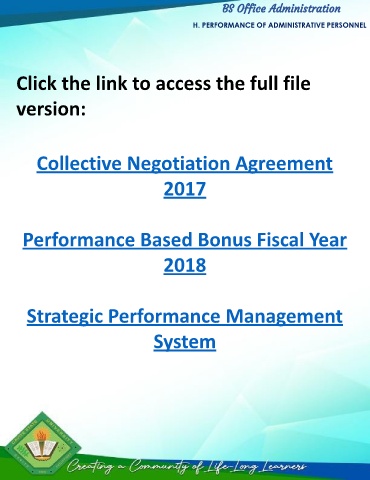 BS Office Administration
H. PERFORMANCE OF ADMINISTRATIVE PERSONNEL
Click the link to access the full file
version:
Collective Negotiation Agreement
2017
Performance Based Bonus Fiscal Year
2018
Strategic Performance Management
System
Creating a Community of Life-Long Learners